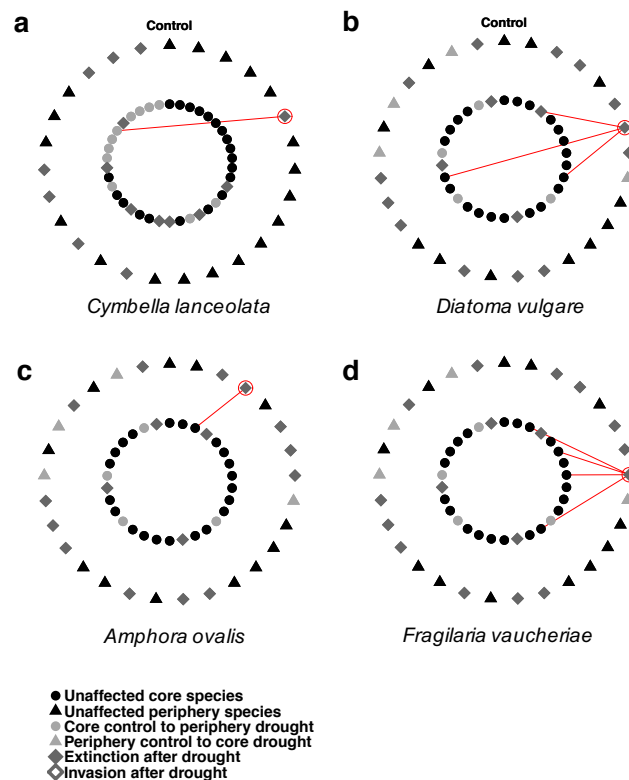 a
Control
Cymbella lanceolata
b
Control
Diatoma vulgare
c
Amphora ovalis
d
Fragilaria vaucheriae
Unaffected core species
Unaffected periphery species
Core control to periphery drought
Periphery control to core drought
Extinction after drought
Invasion after drought